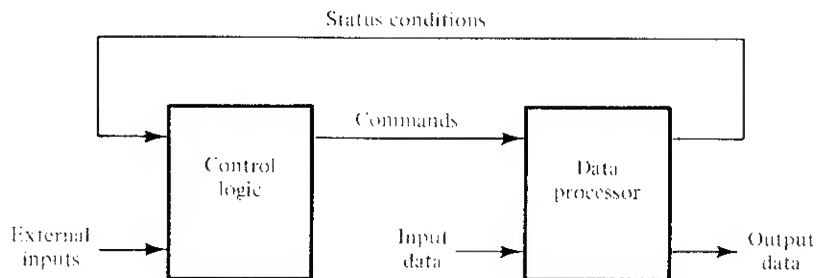 Status conditions
Commands
Control
logic
Data
processor
External
inputs
Input
data
Output
data